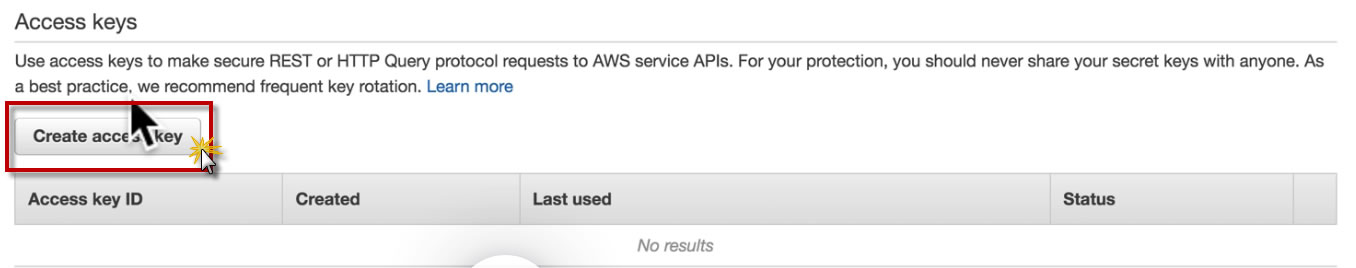 Access keys
Use access keys to make secure REST or HTTP Query protocol requests to AWS service APIs. For your protection, you should never share your secret keys with anyone. As
a best practice, we recommend frequent key rotation. Learn more
Create access key
Access key ID Created Last used Status
No results